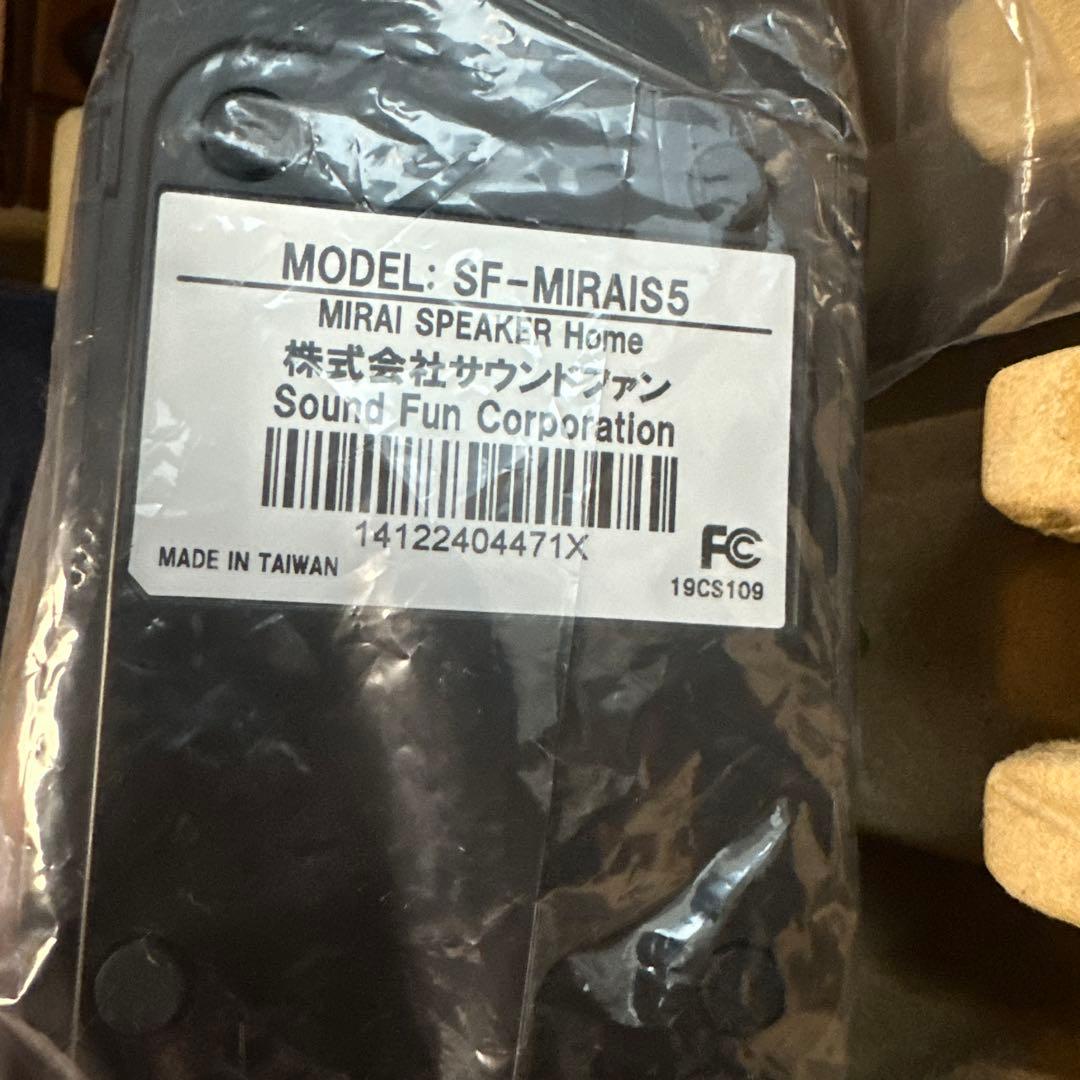 MODEL: SF-MIRAIS5
MIRAI SPEAKER Home
株式会社サウンドファン
Sound Fun Corporation
14122404471X
MADE IN TAIWAN
FC
19CS109